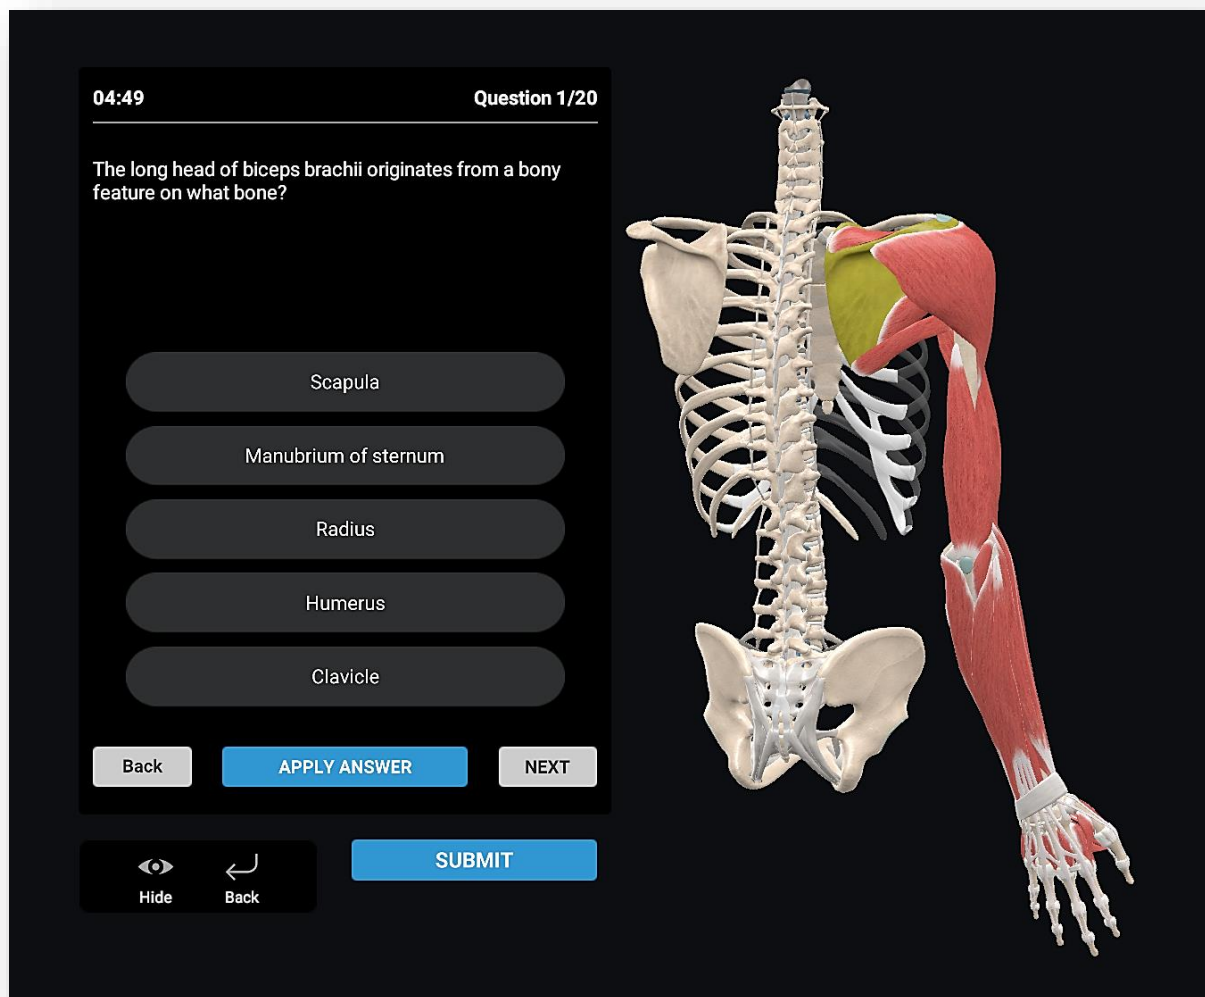 04:49 Question 1/20
The long head of biceps brachii originates from a bony
feature on what bone?
Scapula
Manubrium of sternum
Radius
Humerus
Clavicle
Back APPLY ANSWER NEXT
SUBMIT
Hide Back